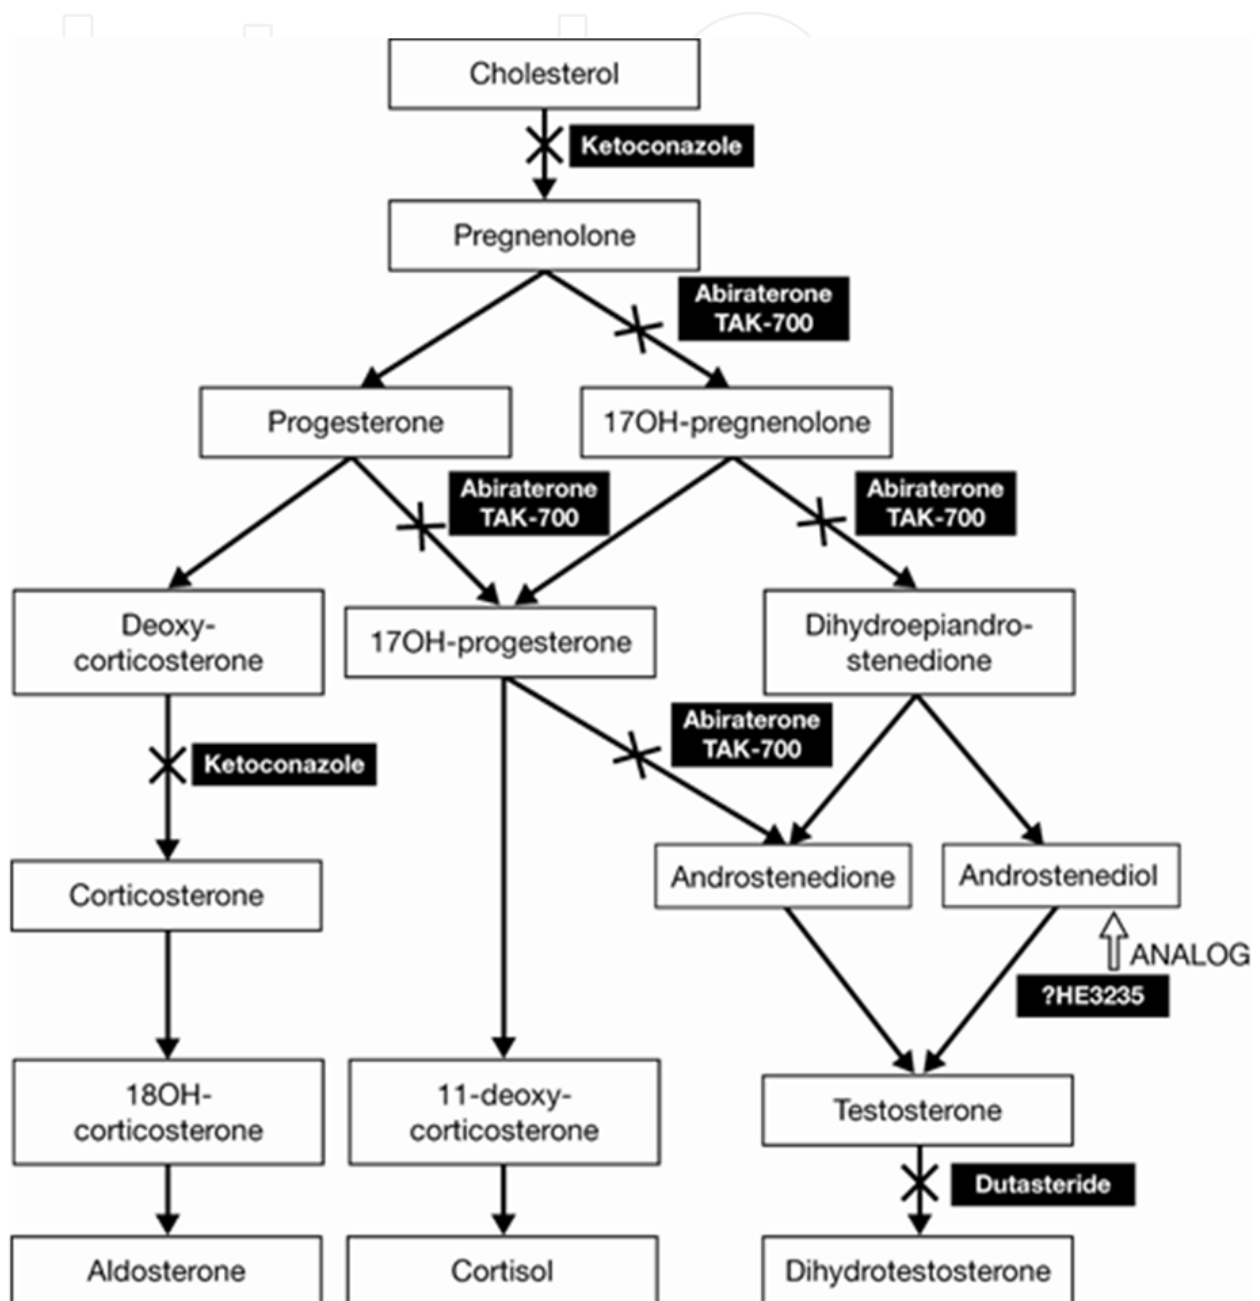 Cholesterol
Ketoconazole
Pregnenolone
Abiraterone
TAK-700
Progesterone
17OH-pregnenolone
Abiraterone
TAK-700
Abiraterone
TAK-700
Deoxy-
corticosterone
17OH-progesterone
Dihydroepiandro-
stenedione
Abiraterone
TAK-700
Ketoconazole
Corticosterone
Androstenedione
Androstenediol
ANALOG
?HE3235
18OH-
corticosterone
11-deoxy-
corticosterone
Testosterone
Dutasteride
Aldosterone
Cortisol
Dihydrotestosterone